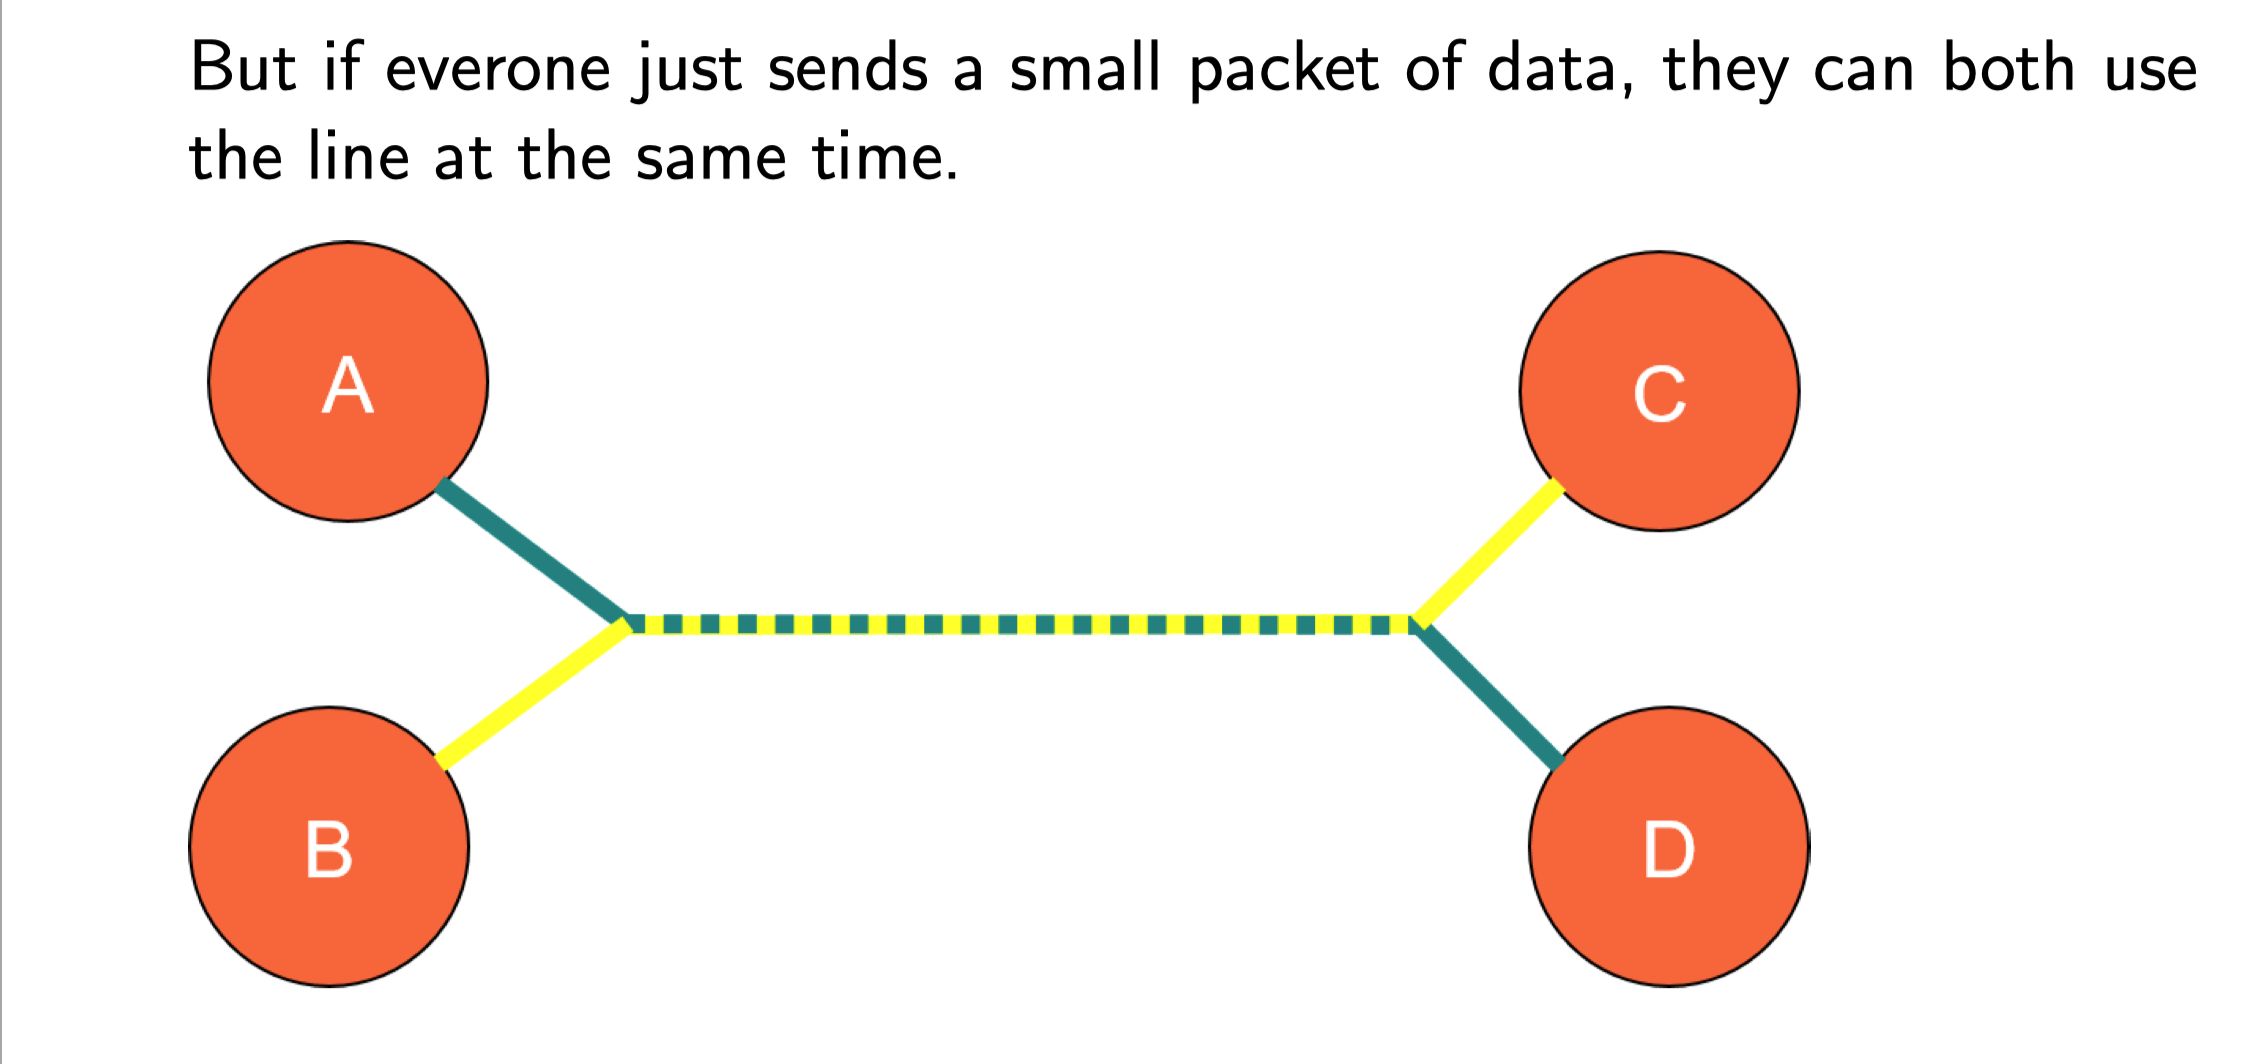 But if everone just sends a small packet of data, they can both use
the line at the same time.
A
C
B
D